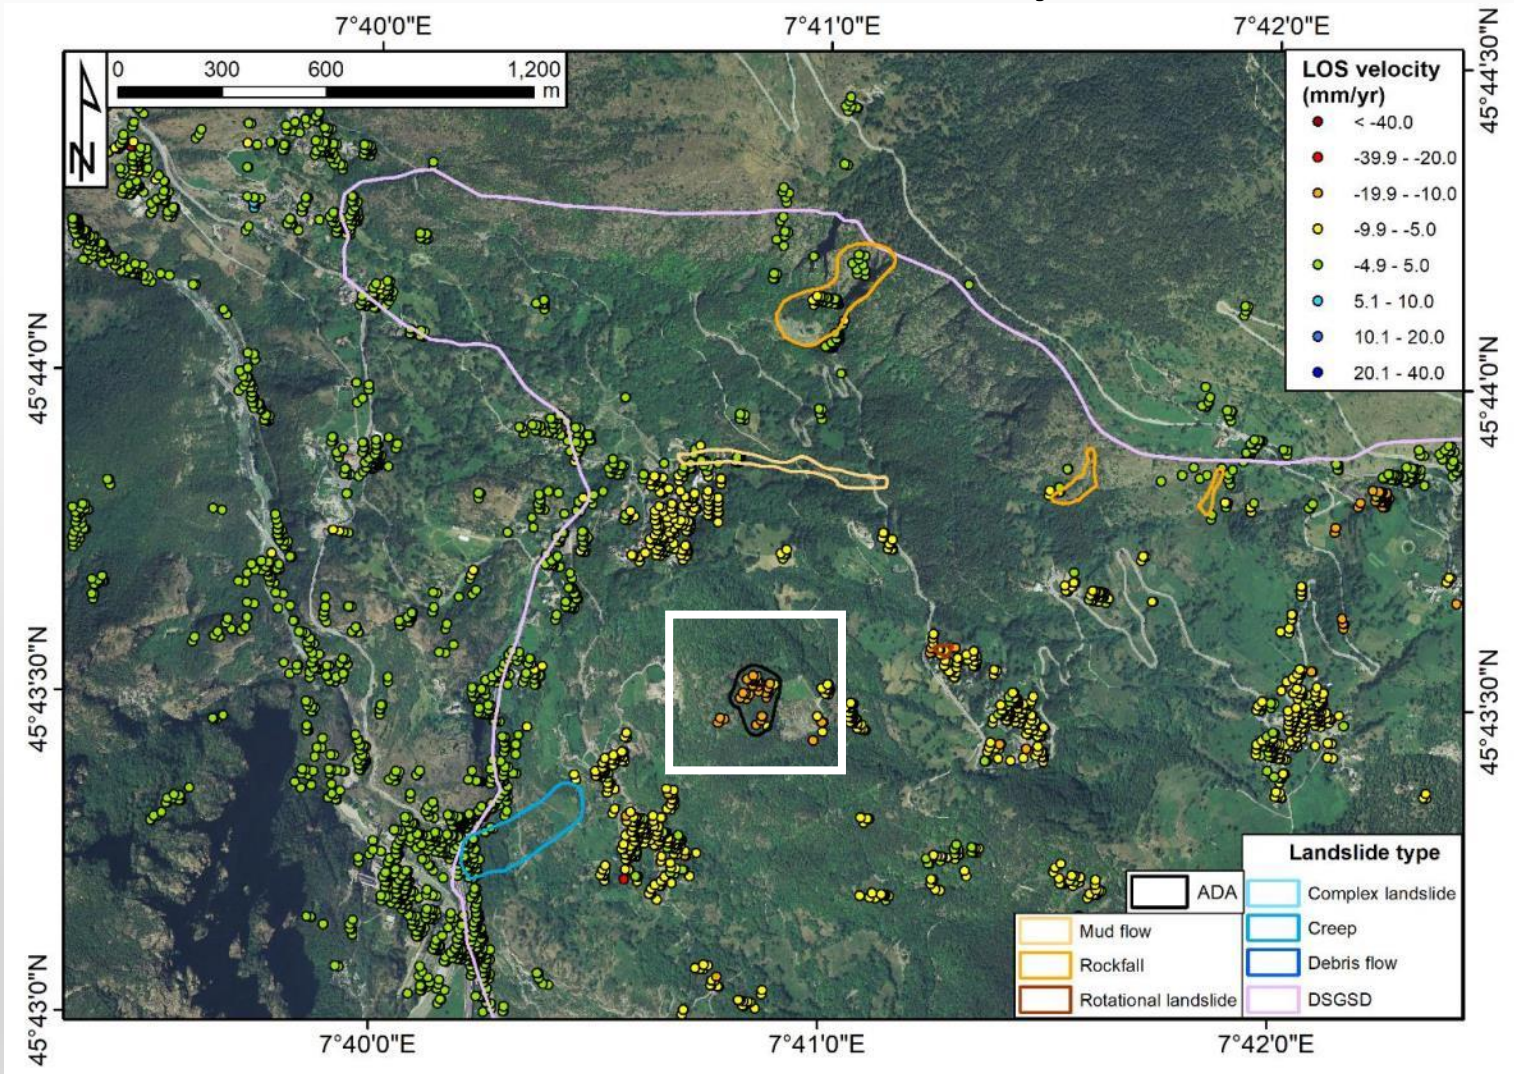 7°40'0"E
7°41'0"E
7°42'0"E
0 300 600 1,200
m
N
LOS velocity
(mm/yr)
< -40.0
-39.9 - -20.0
-19.9 - -10.0
-9.9 - -5.0
-4.9 - 5.0
5.1 - 10.0
10.1 - 20.0
20.1 - 40.0
45°44'30"N
45°44'0"N
45°44'0"N
45°43'30"N
45°43'30"N
45°43'0"N
ADA
Mud flow
Rockfall
Rotational landslide
Landslide type
Complex landslide
Creep
Debris flow
DSGSD
7°40'0"E
7°41'0"E
7°42'0"E